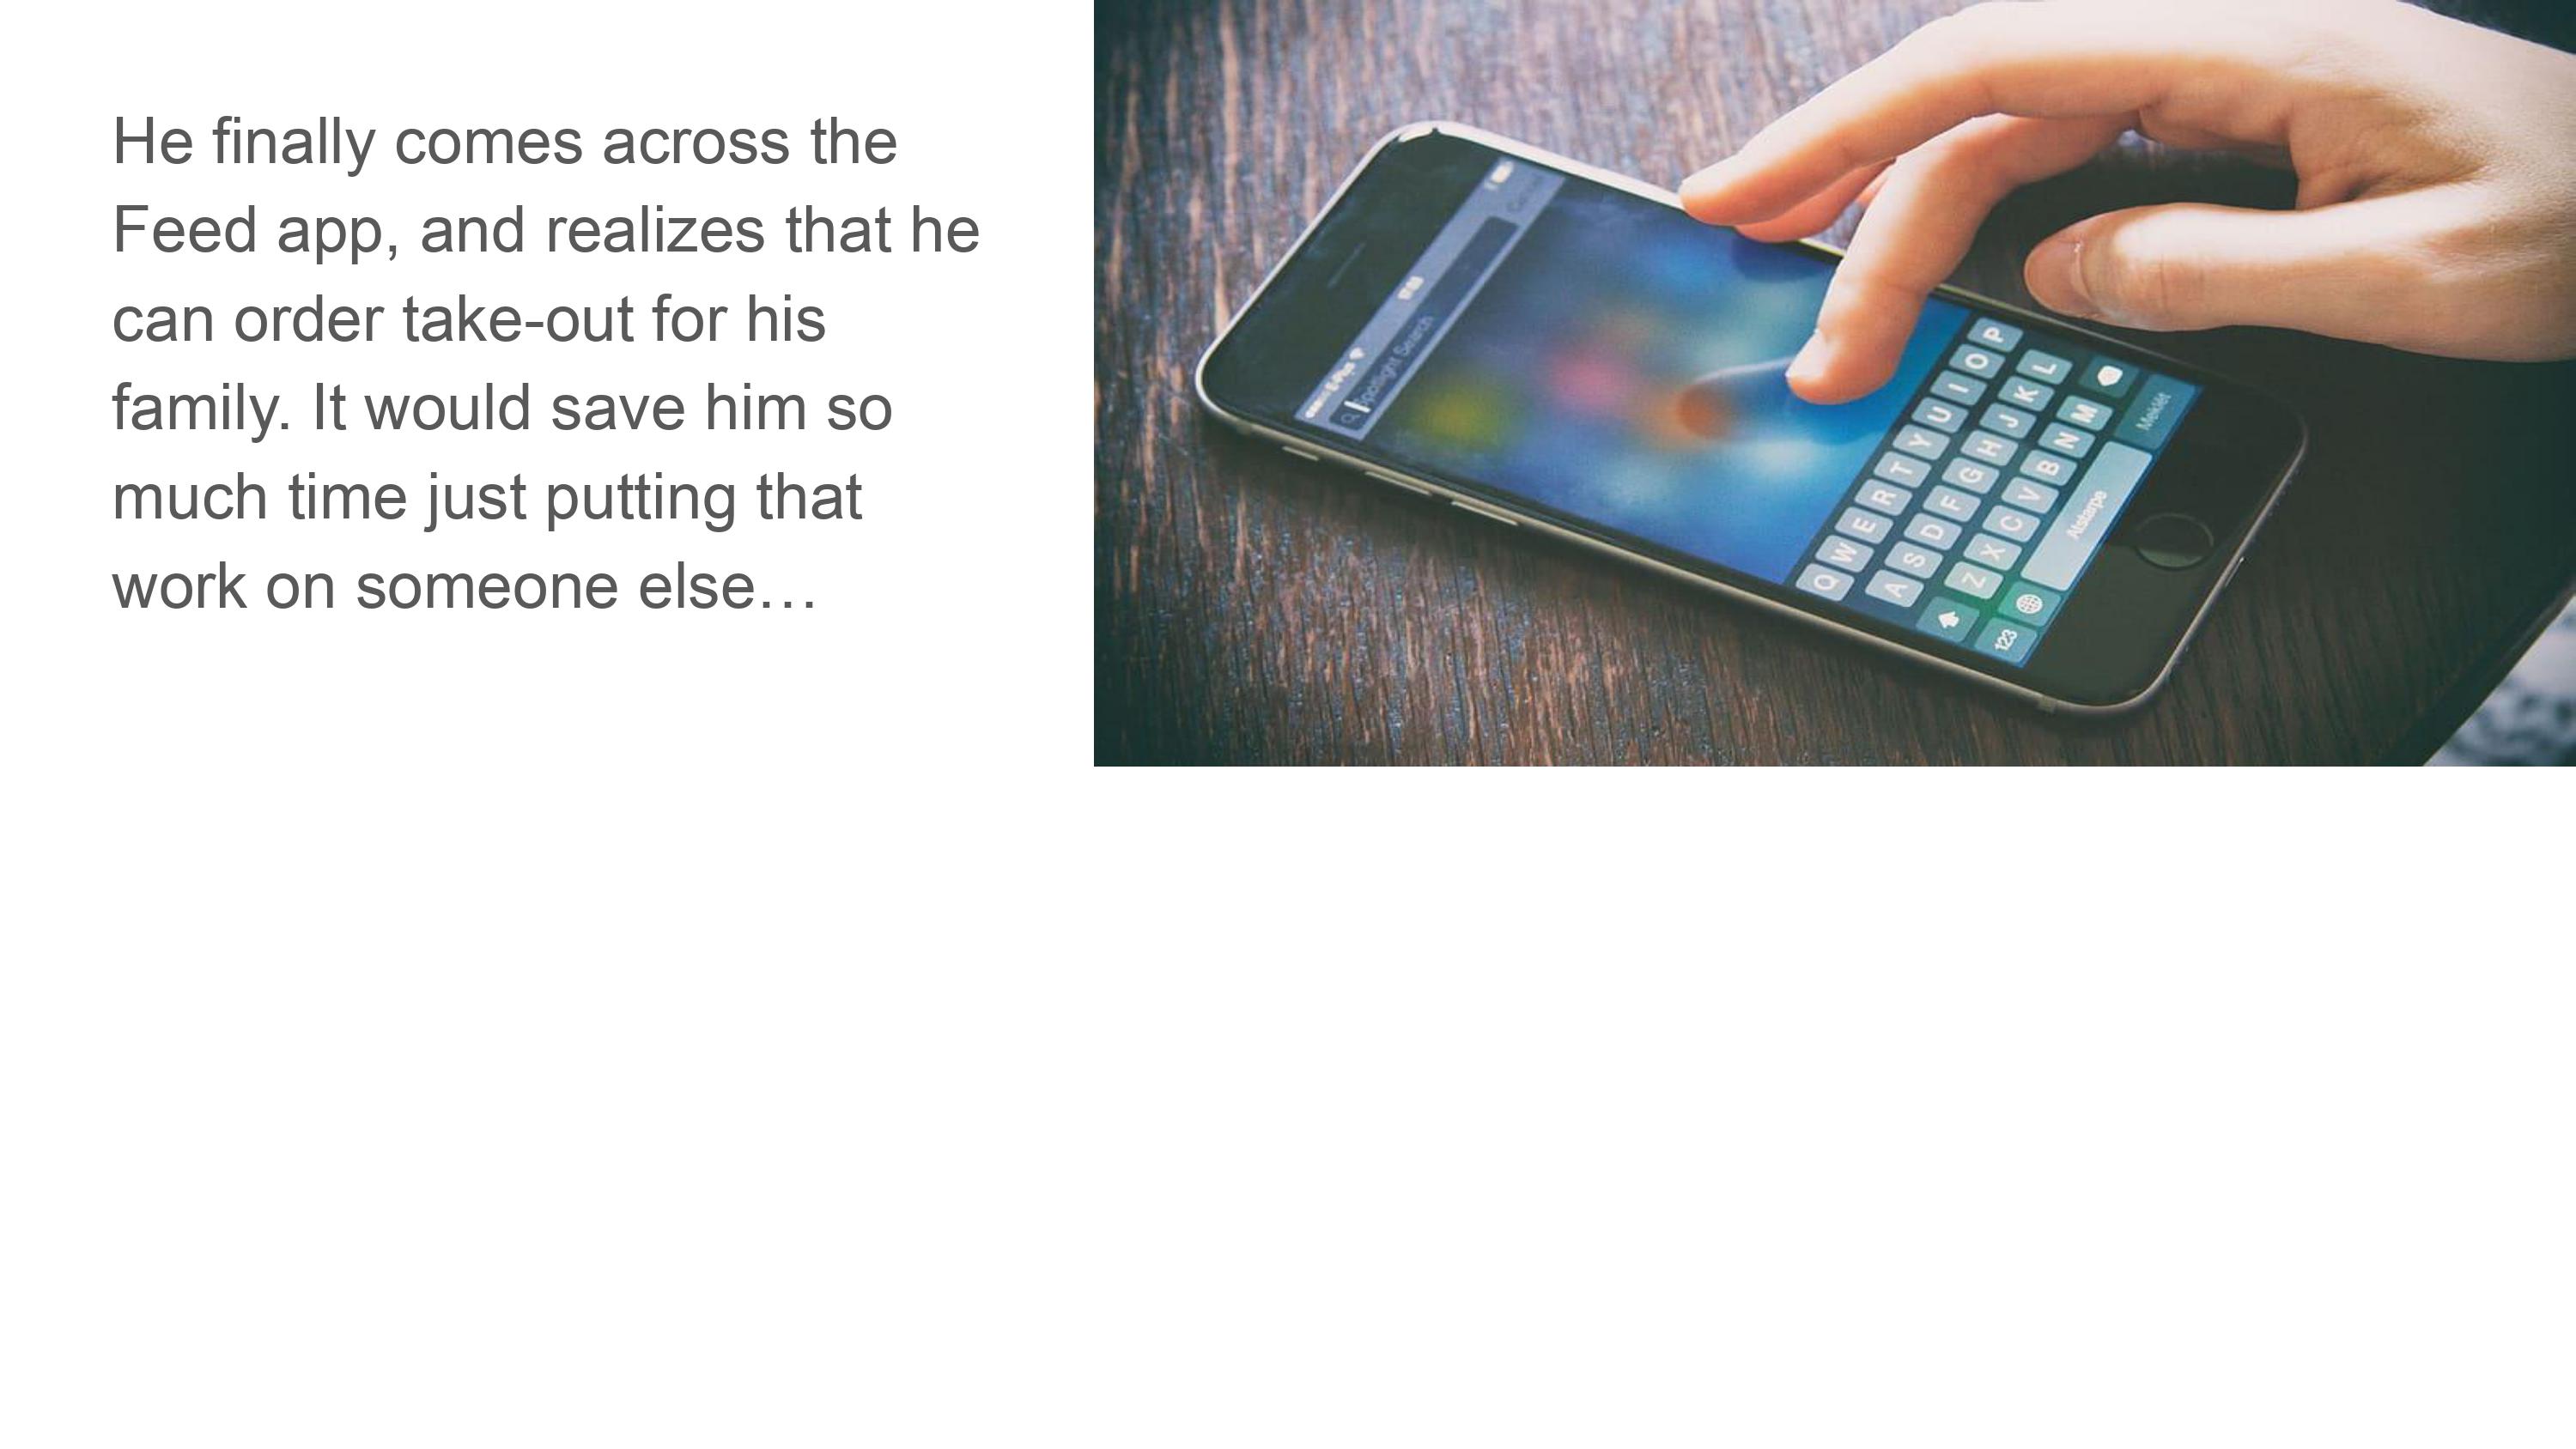 He finally comes across the
Feed app, and realizes that he
can order take-out for his
family. It would save him so
much time just putting that
work on someone else…
Spotlight Search
Q W E R T Y U I O P
A S D F G H J K L
Z X C V B N M
123
Atstarpe
Meklēt